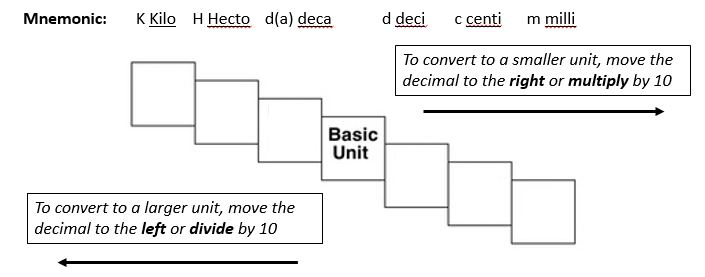 Mnemonic: K Kilo H Hecto d(a) deca d deci c centi m milli
To convert to a smaller unit, move the
decimal to the right or multiply by 10
Basic
Unit
To convert to a larger unit, move the
decimal to the left or divide by 10